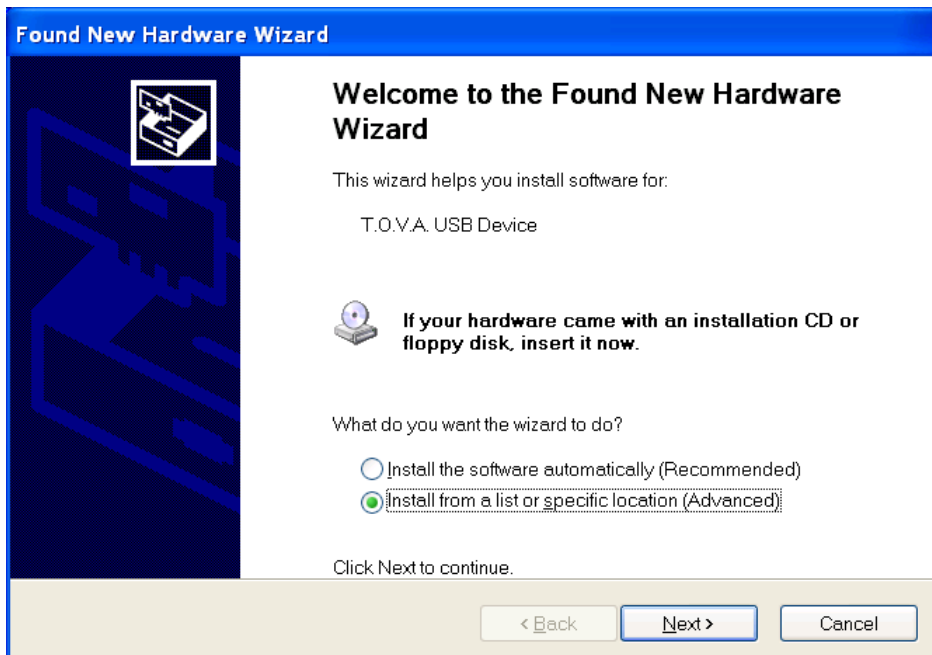 Found New Hardware Wizard
Welcome to the Found New Hardware
Wizard
This wizard helps you install software for:
T.O.V.A. USB Device
If your hardware came with an installation CD or
floppy disk, insert it now.
What do you want the wizard to do?
Install the software automatically (Recommended)
Install from a list or specific location (Advanced)
Click Next to continue.
< Back Next > Cancel